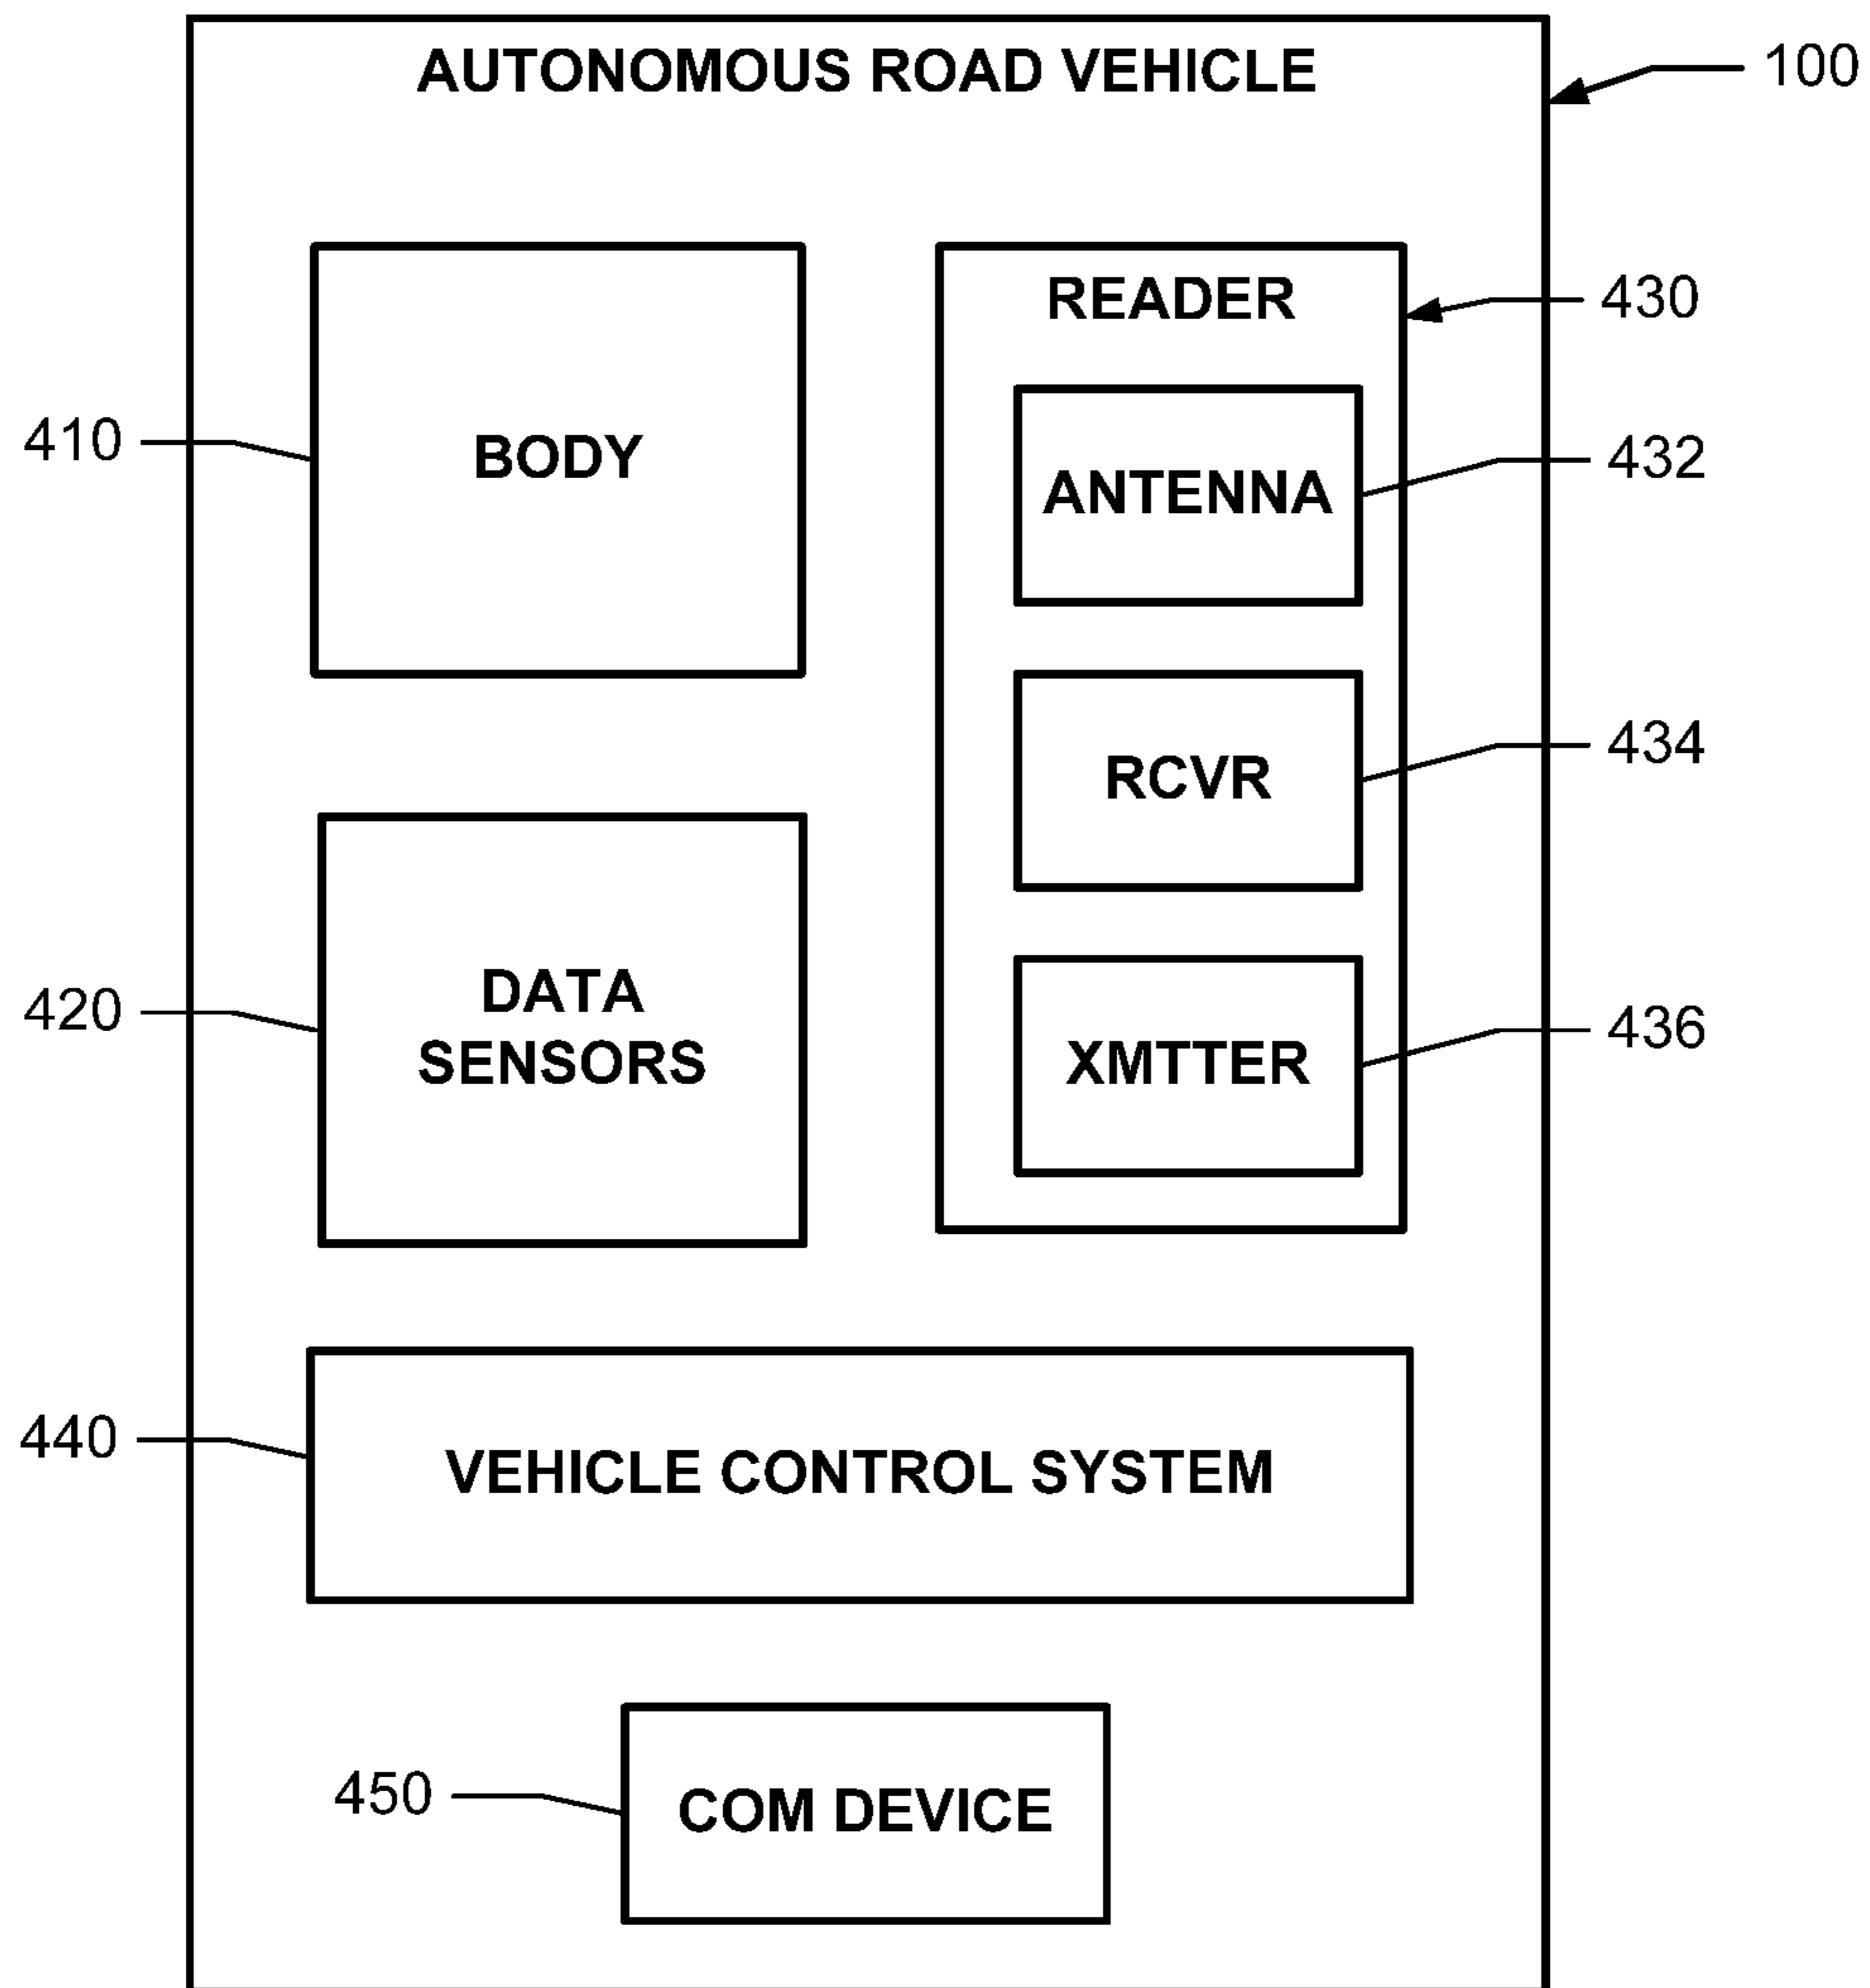 AUTONOMOUS ROAD VEHICLE
100
READER
430
410
BODY
ANTENNA
432
RCVR
434
420
DATA
SENSORS
XMTTER
436
440
VEHICLE CONTROL SYSTEM
450
COM DEVICE